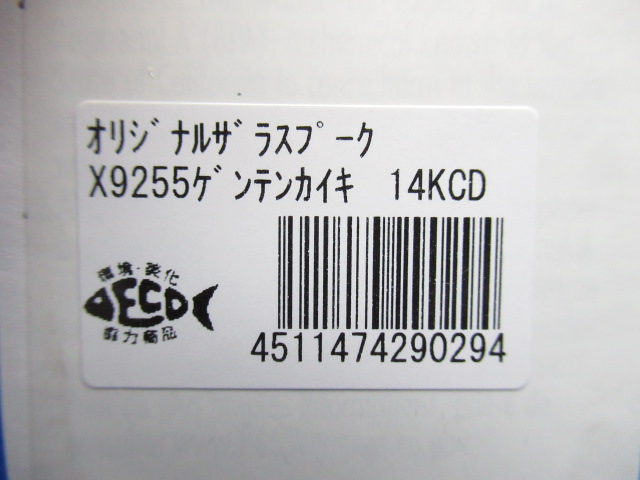 ｵﾘｼﾞﾅﾙｻﾞﾗｽﾌﾟｰｸ
X9255ｹﾞﾝﾃﾝｶｲｷ 14KCD
環境・美化
ECO
協力商品
4511474290294